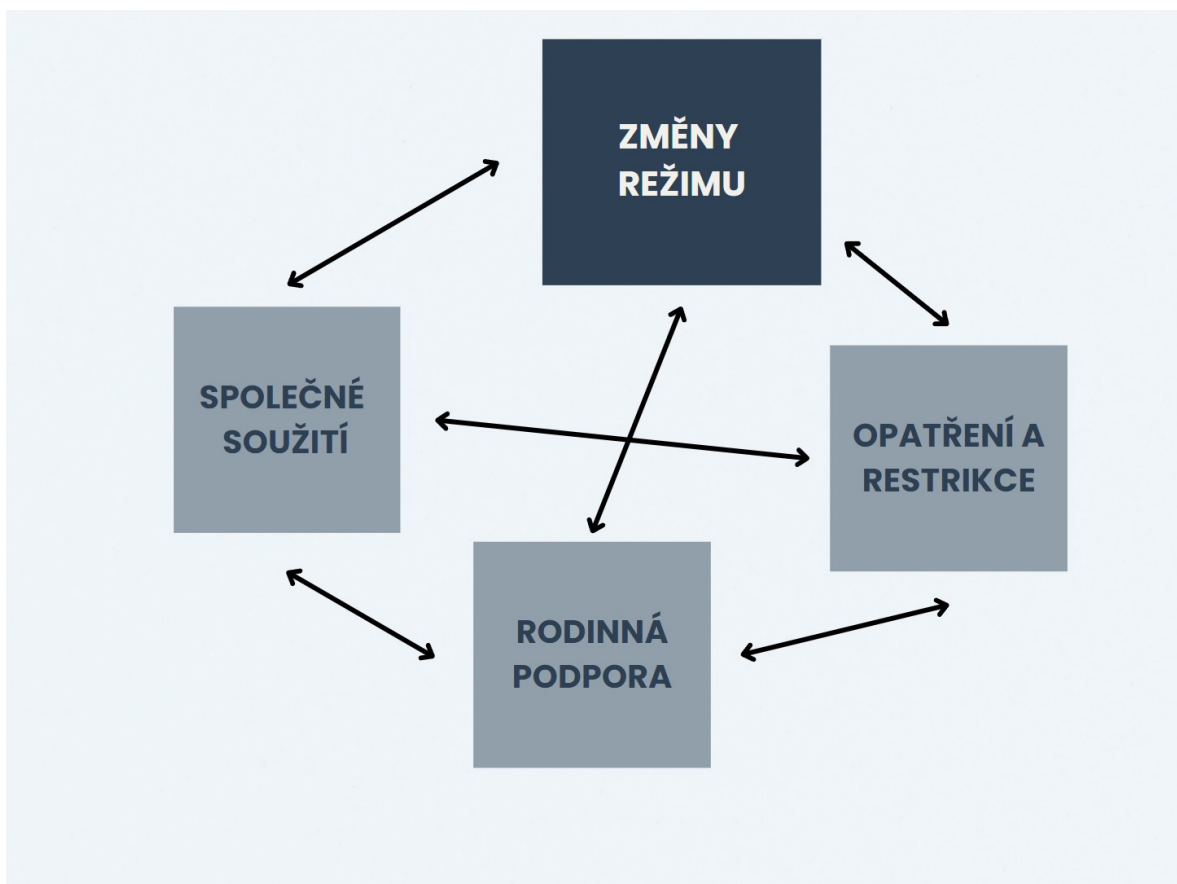 ZMĚNY
REŽIMU
SPOLEČNÉ
SOUŽITÍ
OPATŘENÍ A
RESTRIKCE
RODINNÁ
PODPORA